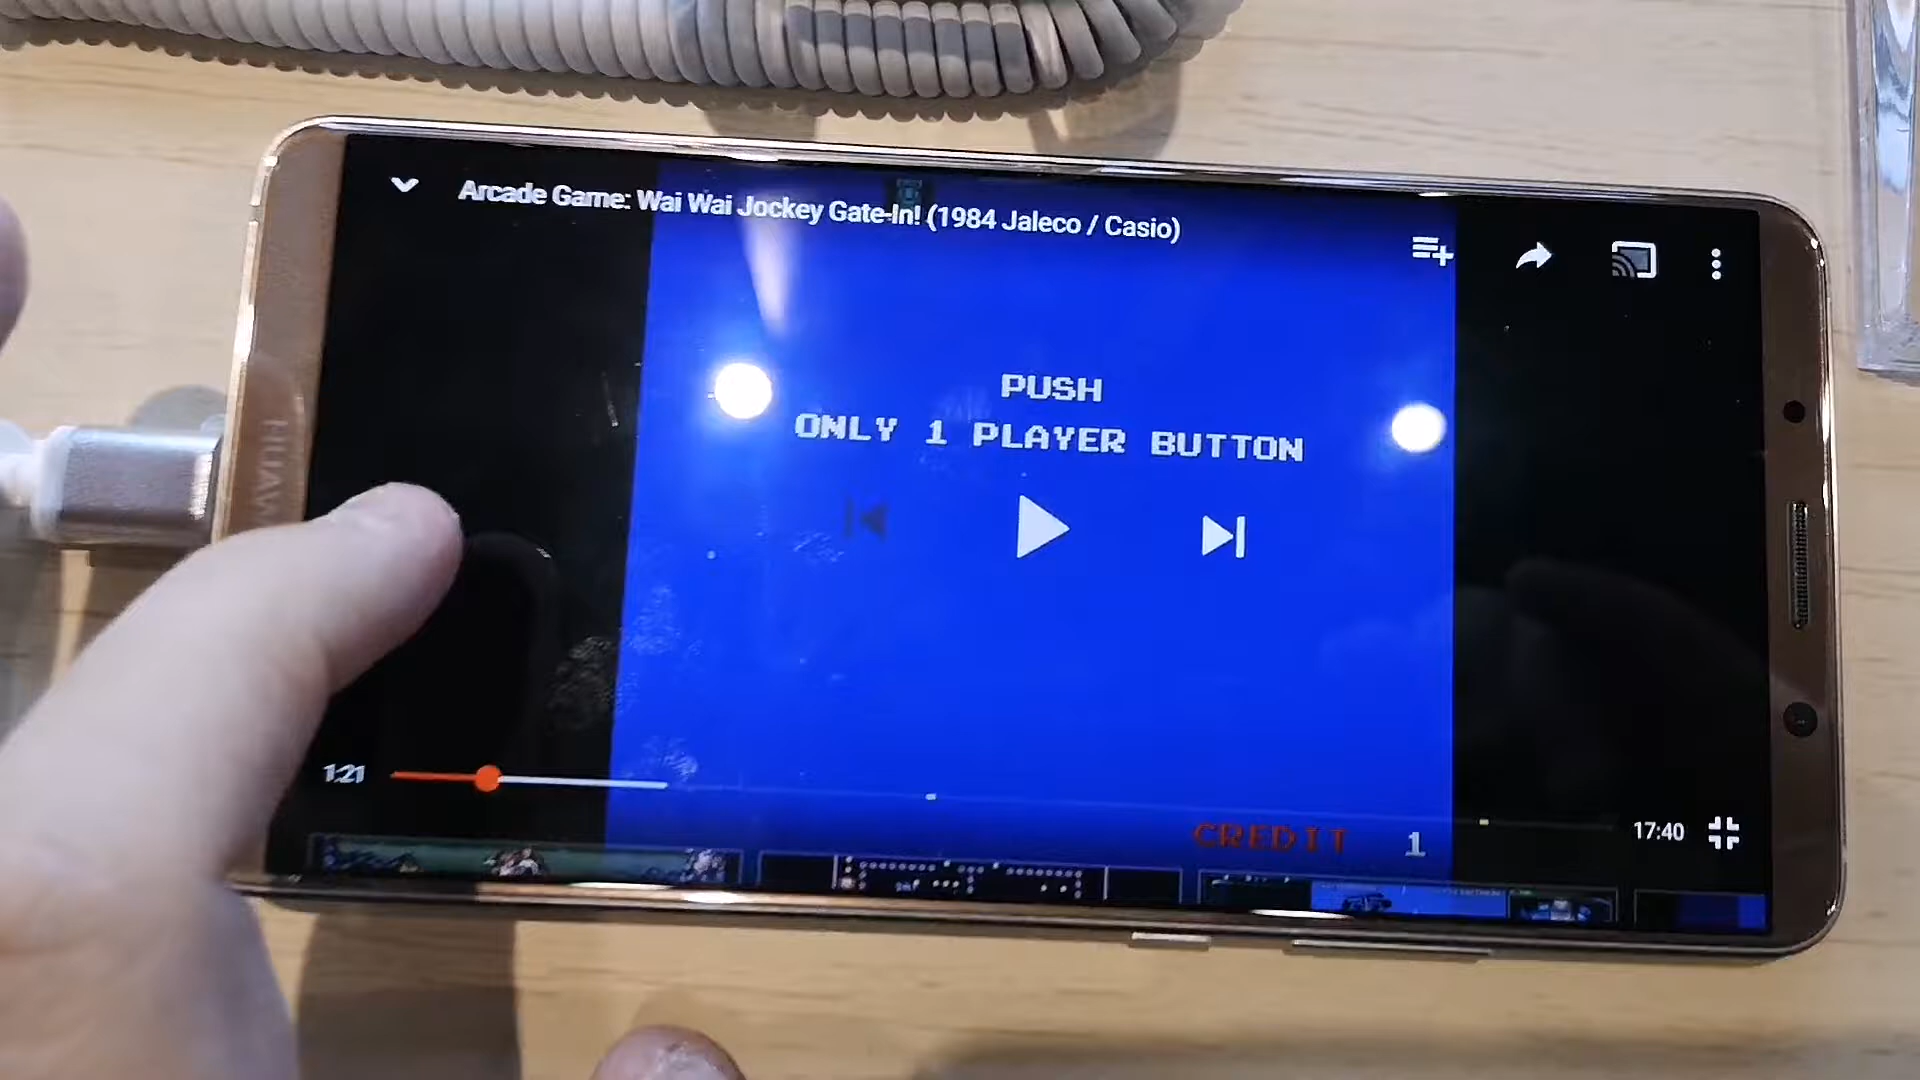 Arcade Game: Wai Wai Jockey Gate-In! (1984 Jaleco / Casio)
PUSH
ONLY 1 PLAYER BUTTON
1:21
17:40
CREDIT 1
HUAW